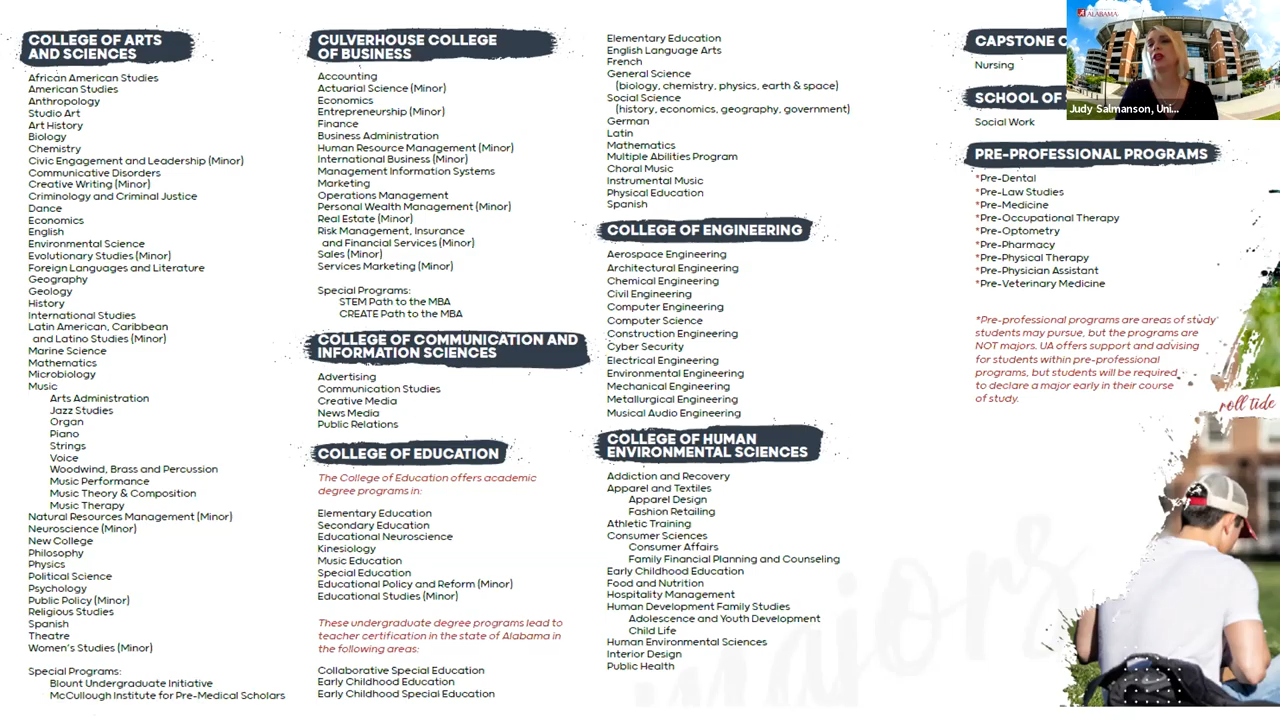 COLLEGE OF ARTS
AND SCIENCES
African American Studies
American Studies
Anthropology
Studio Art
Art History
Biology
Chemistry
Civic Engagement and Leadership (Minor)
Communicative Disorders
Creative Writing (Minor)
Criminology and Criminal Justice
Dance
Economics
English
Environmental Science
Evolutionary Studies (Minor)
Foreign Languages and Literature
Geography
Geology
History
International Studies
Latin American, Caribbean
and Latino Studies (Minor)
Marine Science
Mathematics
Microbiology
Music
Arts Administration
Jazz Studies
Organ
Piano
Strings
Voice
Woodwind, Brass and Percussion
Music Performance
Music Theory & Composition
Music Therapy
Natural Resources Management (Minor)
Neuroscience (Minor)
New College
Philosophy
Physics
Political Science
Psychology
Public Policy (Minor)
Religious Studies
Spanish
Theatre
Women's Studies (Minor)
Special Programs:
Blount Undergraduate Initiative
McCullough Institute for Pre-Medical Scholars
CULVERHOUSE COLLEGE
OF BUSINESS
Accounting
Actuarial Science (Minor)
Economics
Entrepreneurship (Minor)
Finance
Business Administration
Human Resource Management (Minor)
International Business (Minor)
Management Information Systems
Marketing
Operations Management
Personal Wealth Management (Minor)
Real Estate (Minor)
Risk Management, Insurance
and Financial Services (Minor)
Sales (Minor)
Services Marketing (Minor)
Special Programs:
STEM Path to the MBA
CREATE Path to the MBA
COLLEGE OF COMMUNICATION AND
INFORMATION SCIENCES
Advertising
Communication Studies
Creative Media
News Media
Public Relations
COLLEGE OF EDUCATION
The College of Education offers academic
degree programs in:
Elementary Education
Secondary Education
Educational Neuroscience
Kinesiology
Music Education
Special Education
Educational Policy and Reform (Minor)
Educational Studies (Minor)
These undergraduate degree programs lead to
teacher certification in the state of Alabama in
the following areas:
Collaborative Special Education
Early Childhood Education
Early Childhood Special Education
Elementary Education
English Language Arts
French
General Science
(biology, chemistry, physics, earth & space)
Social Science
(history, economics, geography, government)
German
Latin
Mathematics
Multiple Abilities Program
Choral Music
Instrumental Music
Physical Education
Spanish
COLLEGE OF ENGINEERING
Aerospace Engineering
Architectural Engineering
Chemical Engineering
Civil Engineering
Computer Engineering
Computer Science
Construction Engineering
Cyber Security
Electrical Engineering
Environmental Engineering
Mechanical Engineering
Metallurgical Engineering
Musical Audio Engineering
COLLEGE OF HUMAN
ENVIRONMENTAL SCIENCES
Addiction and Recovery
Apparel and Textiles
Apparel Design
Fashion Retailing
Athletic Training
Consumer Sciences
Consumer Affairs
Family Financial Planning and Counseling
Early Childhood Education
Food and Nutrition
Hospitality Management
Human Development Family Studies
Adolescence and Youth Development
Child Life
Human Environmental Sciences
Interior Design
Public Health
CAPSTONE C
Nursing
SCHOOL OF
Social Work
PRE-PROFESSIONAL PROGRAMS
*Pre-Dental
*Pre-Law Studies
*Pre-Medicine
*Pre-Occupational Therapy
*Pre-Optometry
*Pre-Pharmacy
*Pre-Physical Therapy
*Pre-Physician Assistant
*Pre-Veterinary Medicine
*Pre-professional programs are areas of study
students may pursue, but the programs are
NOT majors. UA offers support and advising
for students within pre-professional
programs, but students will be required
to declare a major early in their course
of study.
roll tide
majors
ALABAMA
Judy Salmanson, Uni...